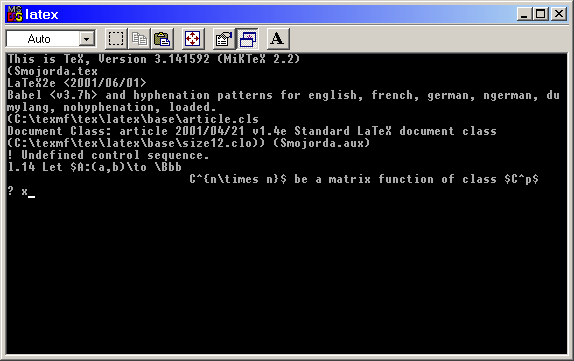 latex
Auto
A
This is TeX, Version 3.141592 (MiKTeX 2.2)
(Smojorda.tex
LaTeX2e <2001/06/01>
Babel <v3.7h> and hyphenation patterns for english, french, german, ngerman, du
mylang, nohyphenation, loaded.
(C:\texmf\tex\latex\base\article.cls
Document Class: article 2001/04/21 v1.4e Standard LaTeX document class
(C:\texmf\tex\latex\base\size12.clo)) (Smojorda.aux)
! Undefined control sequence.
l.14 Let $A:(a,b)\to \Bbb
C^{n\times n}$ be a matrix function of class $C^p$
? x